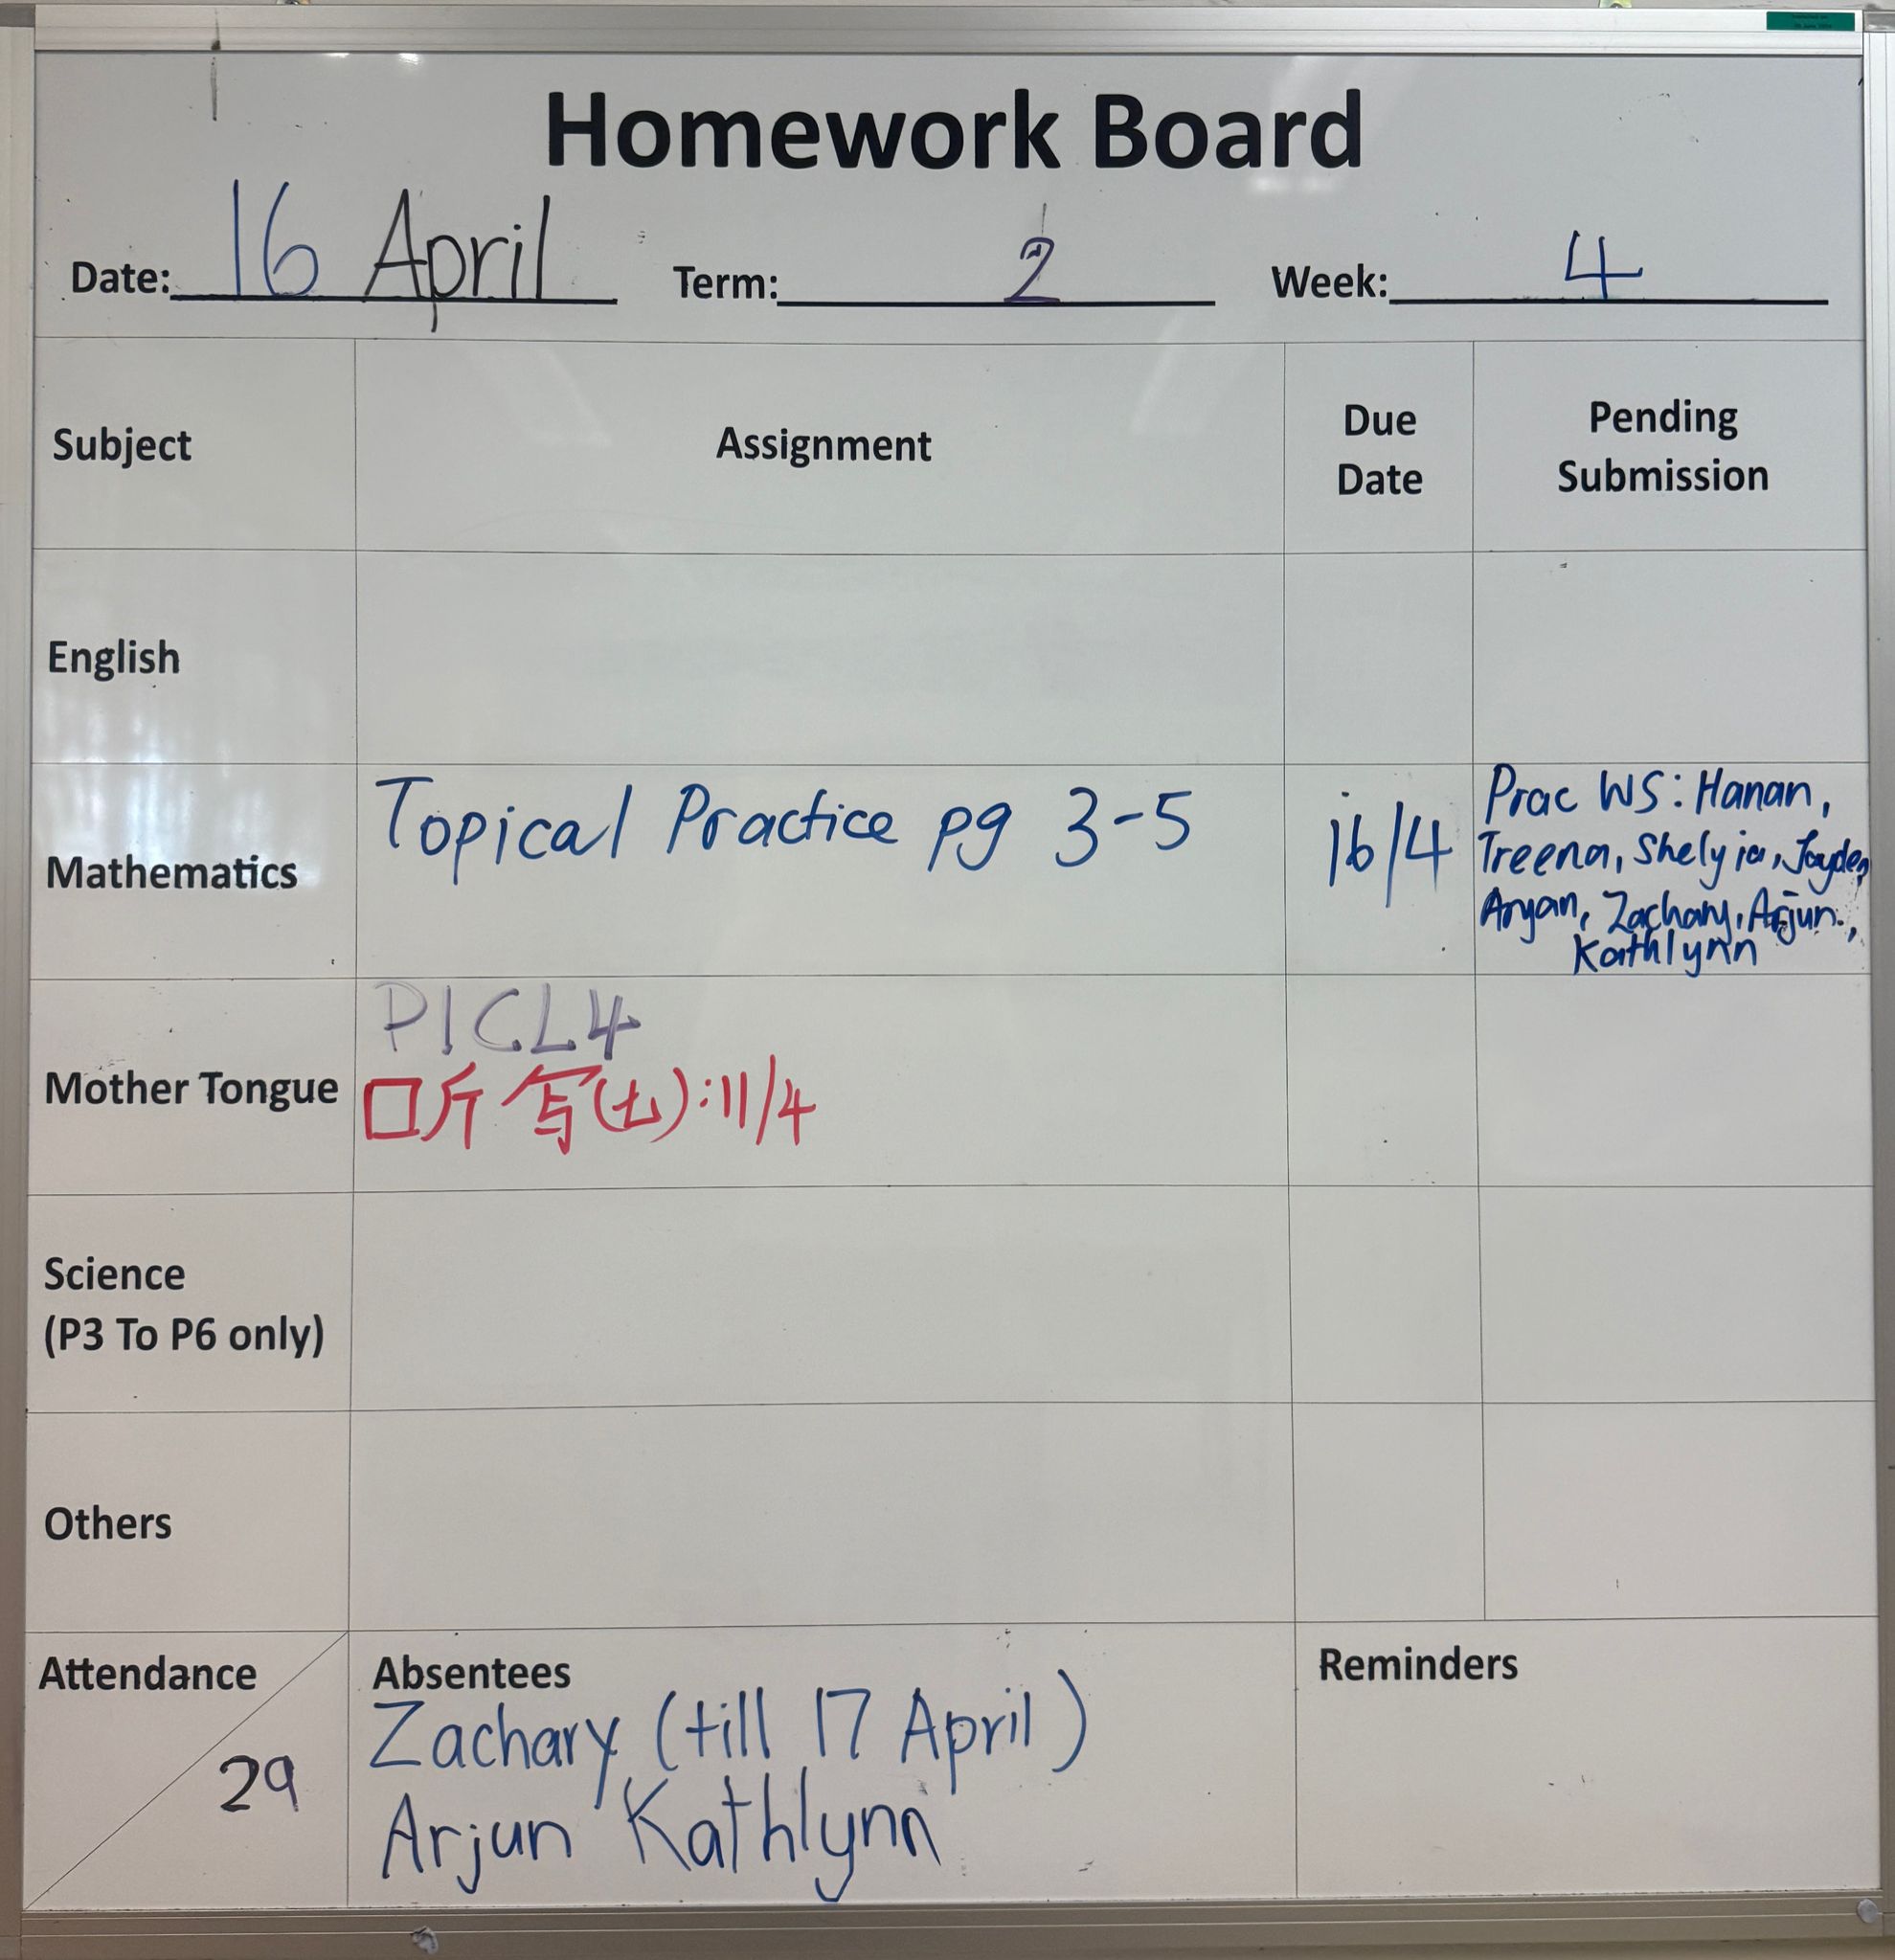 Homework Board
Date: 16 April Term: 2 Week: 4
Subject Assignment Due Date Pending Submission
English
Mathematics Topical Practice pg 3-5 16/4 Prac WS: Hanan,
Treena, Shelyia, Jayden,
Aryan, Zachary, Arjun,
Kathlynn
Mother Tongue P1CL4
听写(七):11/4
Science
(P3 To P6 only)
Others
Attendance 29
Absentees
Zachary (till 17 April)
Arjun Kathlynn
Reminders